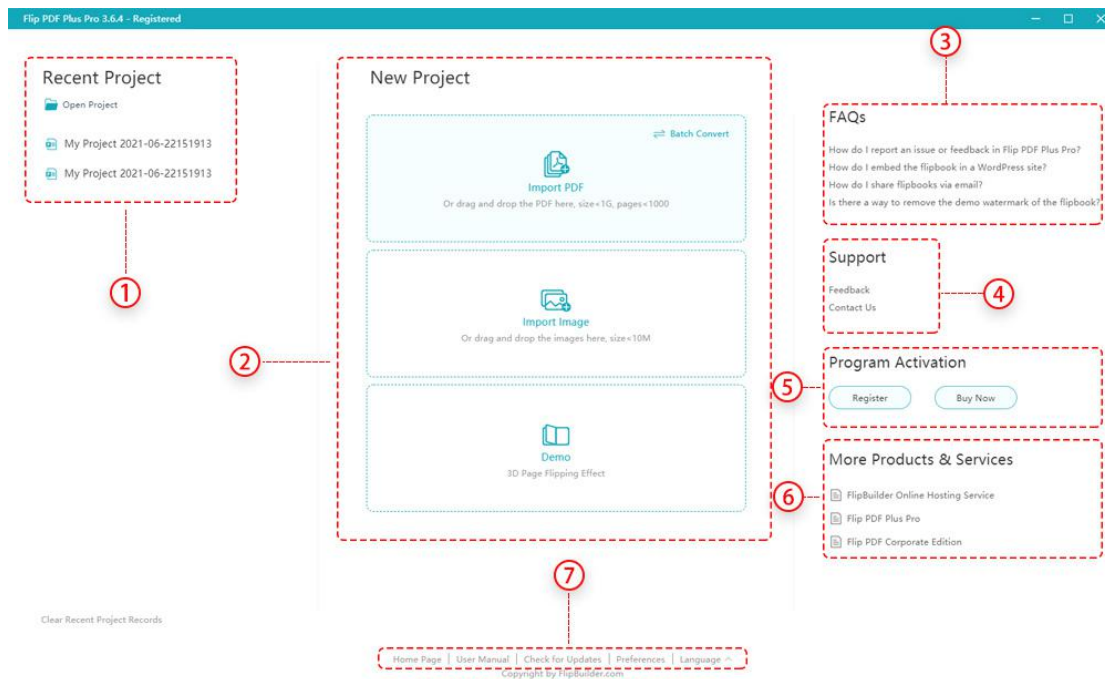 Flip PDF Plus Pro 3.6.4 - Registered
Recent Project
Open Project
My Project 2021-06-22151913
My Project 2021-06-22151913
1
Clear Recent Project Records
2
New Project
Batch Convert
Import PDF
Or drag and drop the PDF here, size<1G, pages<1000
Import Image
Or drag and drop the images here, size<10M
Demo
3D Page Flipping Effect
3
FAQs
How do I report an issue or feedback in Flip PDF Plus Pro?
How do I embed the flipbook in a WordPress site?
How do I share flipbooks via email?
Is there a way to remove the demo watermark of the flipbook?
Support
Feedback
Contact Us
4
5
Program Activation
Register Buy Now
6
More Products & Services
FlipBuilder Online Hosting Service
Flip PDF Plus Pro
Flip PDF Corporate Edition
7
Home Page | User Manual | Check for Updates | Preferences | Language
Copyright by FlipBuilder.com